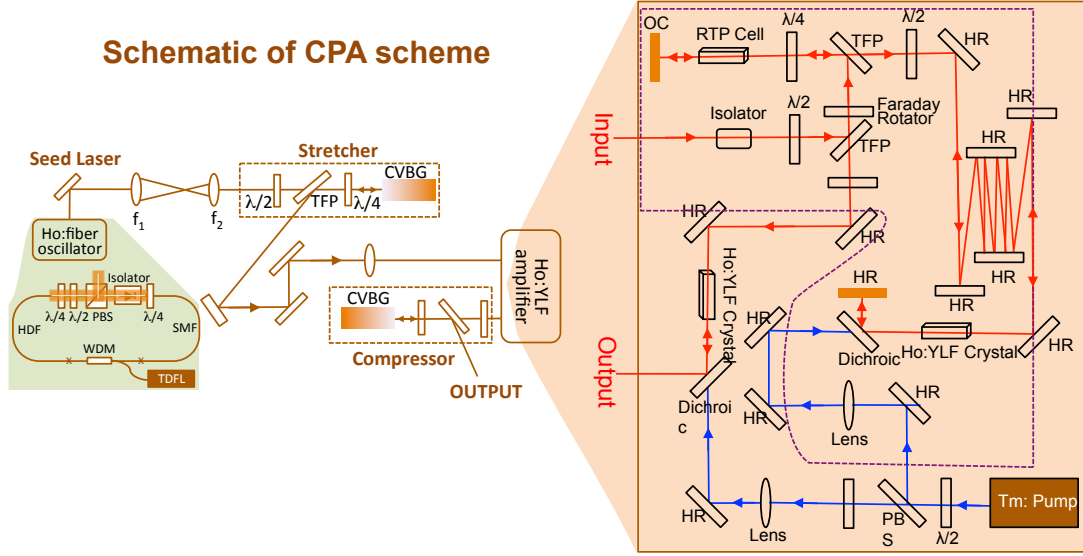 Schematic of CPA scheme
Seed Laser
f1
f2
Stretcher
λ/2
TFP
λ/4
CVBG
Ho:fiber
oscillator
Isolator
λ/4
λ/2
PBS
λ/4
HDF
SMF
WDM
TDFL
CVBG
Compressor
OUTPUT
Ho:YLF
amplifier
OC
RTP Cell
λ/4
TFP
λ/2
HR
Input
Isolator
λ/2
Faraday
Rotator
TFP
HR
HR
HR
HR
HR
HR
Ho:YLF Crystal
HR
HR
Dichroic
Ho:YLF Crystal
HR
Output
Dichroi
c
HR
Lens
HR
HR
Lens
PB
S
λ/2
Tm: Pump